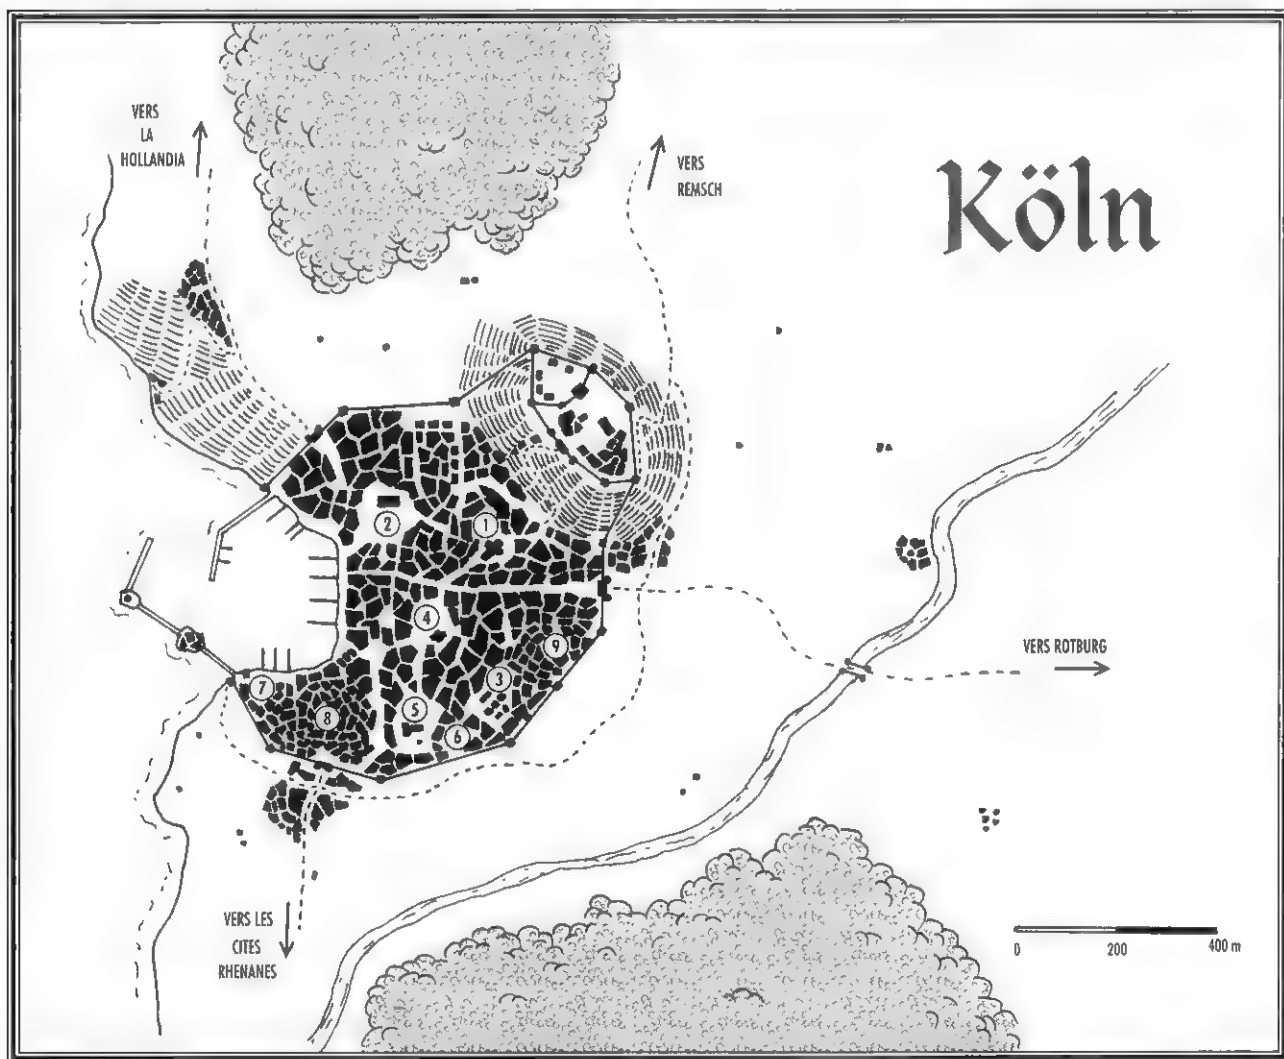 Köln
VERS
LA
HOLLANDIA
VERS
REMSCH
2
1
4
9
3
7
8
5
6
VERS ROTBURG
VERS LES
CITÉS
RHENANES
0
200
400 m